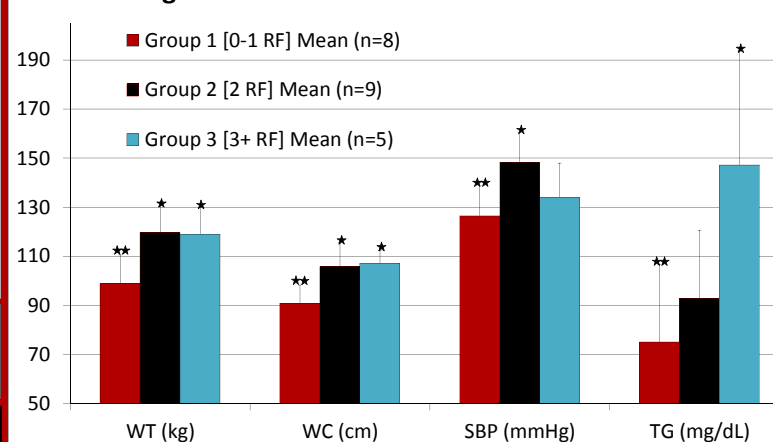 Group 1 [0-1 RF] Mean (n=8)
Group 2 [2 RF] Mean (n=9)
Group 3 [3+ RF] Mean (n=5)
190
170
150
130
110
90
70
50
WT (kg)
WC (cm)
SBP (mmHg)
TG (mg/dL)